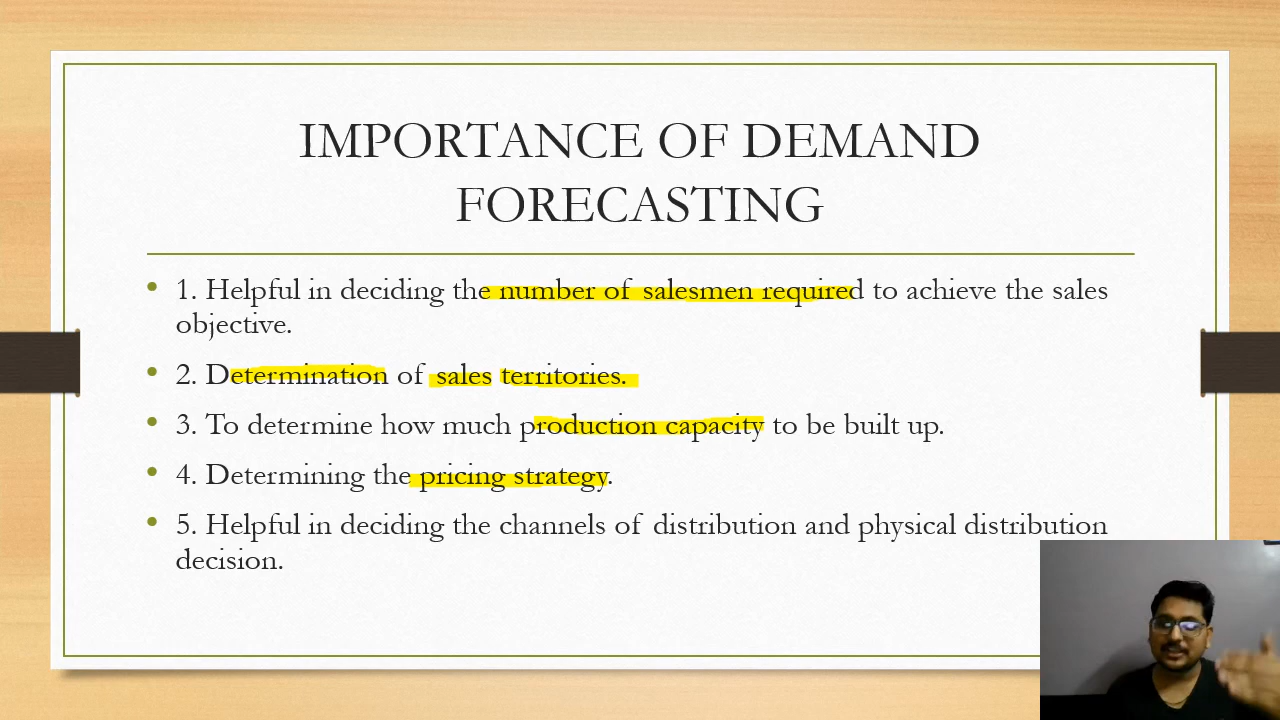 IMPORTANCE OF DEMAND
FORECASTING
• 1. Helpful in deciding the number of salesmen required to achieve the sales
objective.
• 2. Determination of sales territories.
• 3. To determine how much production capacity to be built up.
• 4. Determining the pricing strategy.
• 5. Helpful in deciding the channels of distribution and physical distribution
decision.